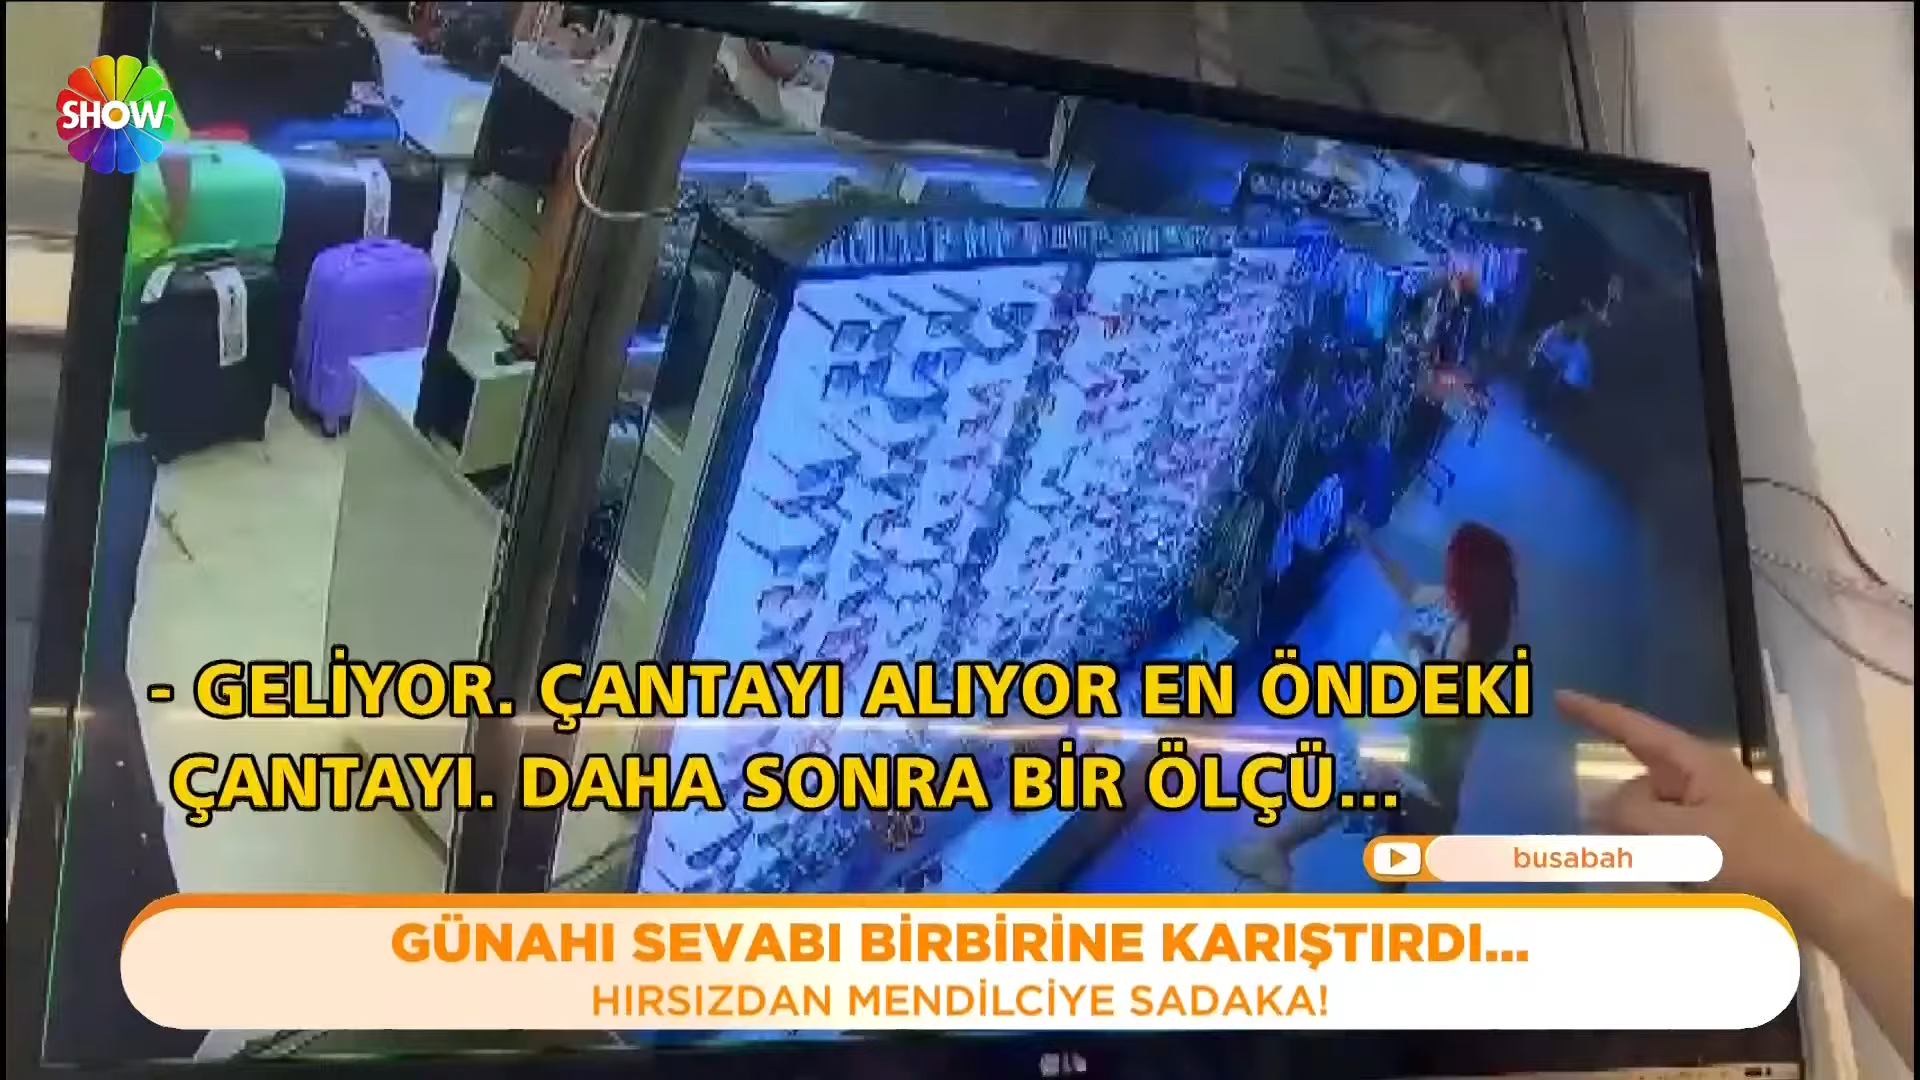 SHOW
- GELİYOR. ÇANTAYI ALIYOR EN ÖNDEKİ
ÇANTAYI. DAHA SONRA BİR ÖLÇÜ...
busabah
GÜNAHI SEVABI BİRBİRİNE KARIŞTIRDI...
HIRSIZDAN MENDİLCİYE SADAKA!